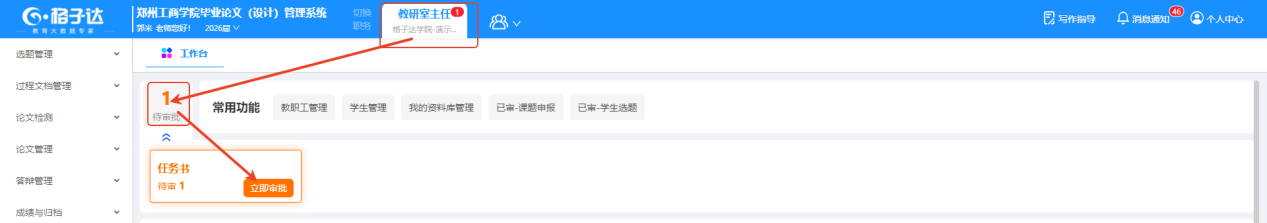 格子达
教育大数据专家
郑州工商学院毕业论文（设计）管理系统
郭米 老师您好! 2026届
切换
职务
教研室主任 1
格子达学院-演示...
写作指导
消息通知 46
个人中心
选题管理
过程文档管理
论文检测
论文管理
答辩管理
成绩与归档
工作台
1
待审批
常用功能
教职工管理
学生管理
我的资料库管理
已审-课题申报
已审-学生选题
任务书
待审 1
立即审批